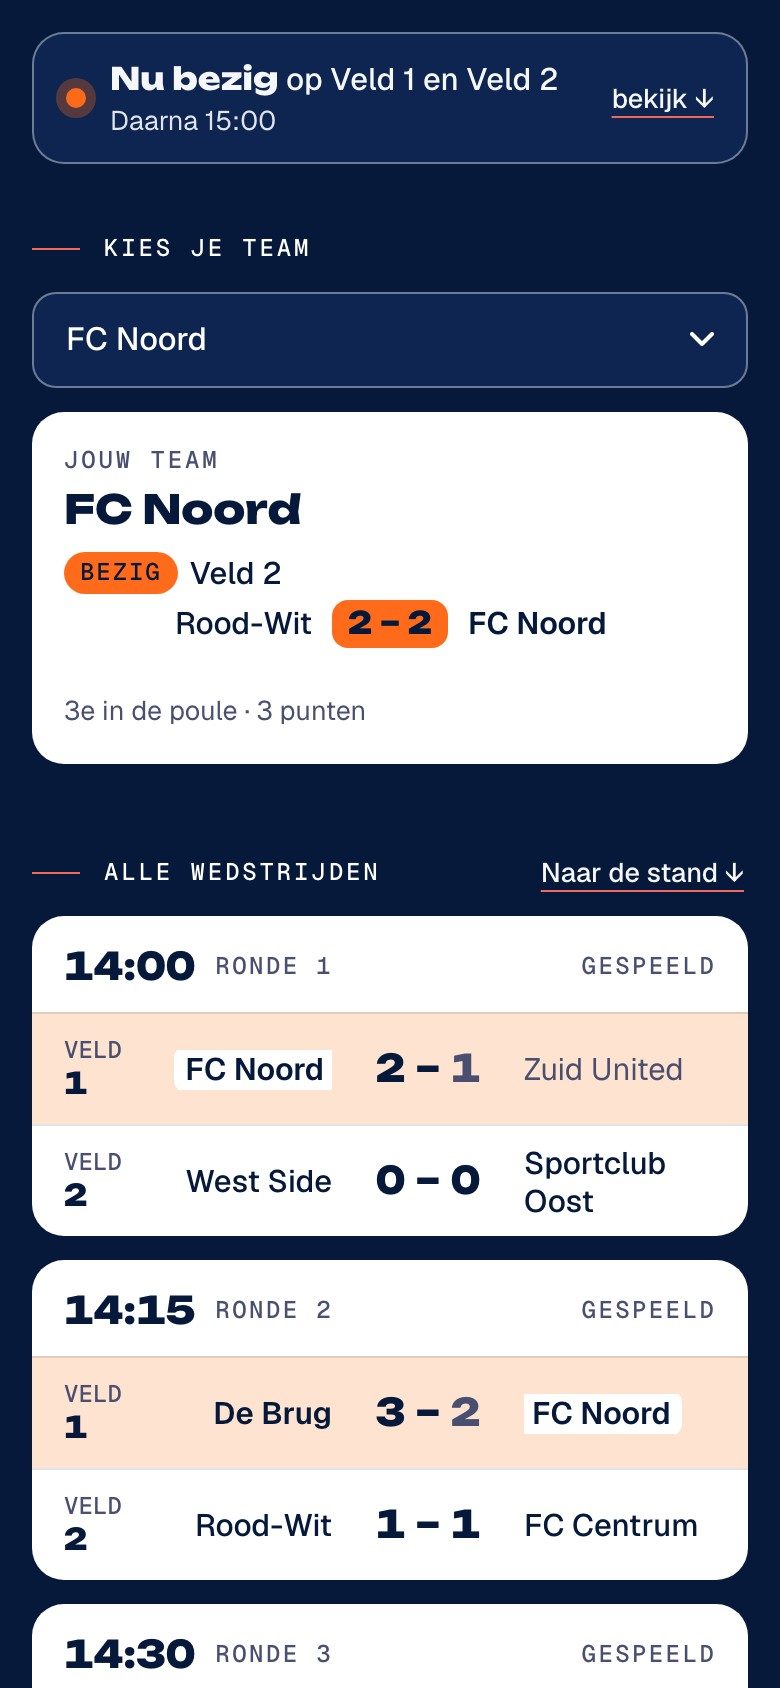 Nu bezig op Veld 1 en Veld 2
Daarna 15:00
bekijk ↓
KIES JE TEAM
FC Noord
JOUW TEAM
FC Noord
BEZIG Veld 2
Rood-Wit 2 – 2 FC Noord
3e in de poule · 3 punten
ALLE WEDSTRIJDEN
Naar de stand ↓
14:00 RONDE 1 GESPEELD
VELD
1
FC Noord 2 – 1 Zuid United
VELD
2
West Side 0 – 0 Sportclub
Oost
14:15 RONDE 2 GESPEELD
VELD
1
De Brug 3 – 2 FC Noord
VELD
2
Rood-Wit 1 – 1 FC Centrum
14:30 RONDE 3 GESPEELD